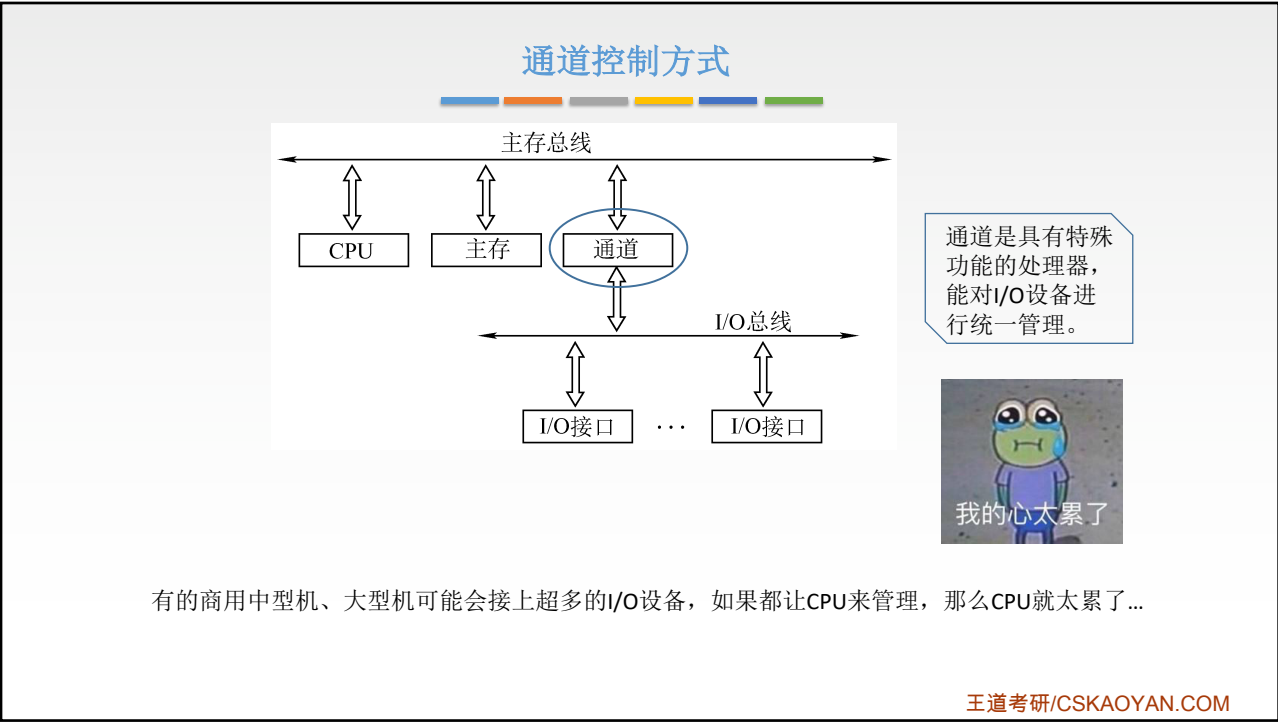 通道控制方式
主存总线
CPU
主存
通道
I/O总线
I/O接口
···
I/O接口
通道是具有特殊
功能的处理器，
能对I/O设备进
行统一管理。
我的心太累了
有的商用中型机、大型机可能会接上超多的I/O设备，如果都让CPU来管理，那么CPU就太累了…
王道考研/CSKAOYAN.COM